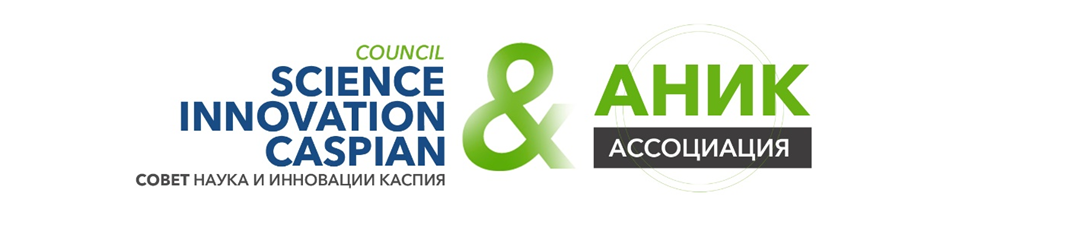 COUNCIL
SCIENCE
INNOVATION
CASPIAN
СОВЕТ НАУКА И ИННОВАЦИИ КАСПИЯ
&
АНИК
АССОЦИАЦИЯ